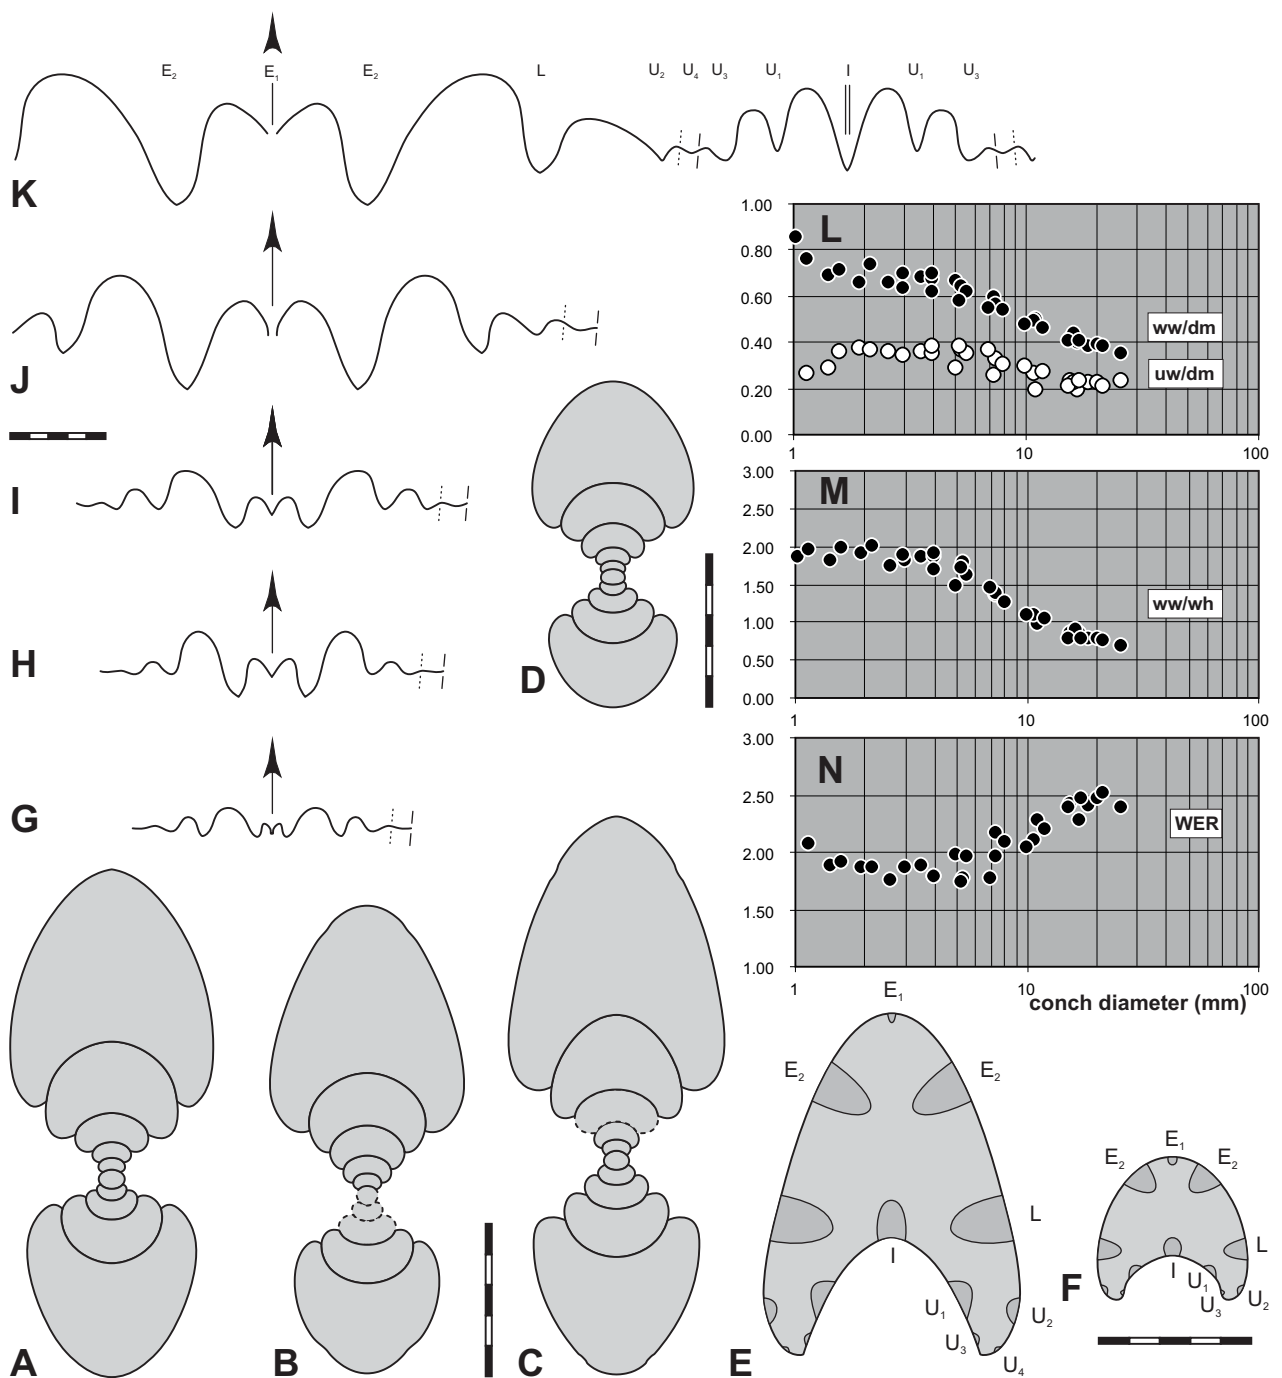 E₂ E₁ E₂ L U₂ U₄ U₃ U₁ I U₁ U₃
K
1.00
L
0.80
0.60
ww/dm
0.40
uw/dm
0.20
0.00
1 10 100
J
3.00
M
2.50
2.00
1.50
ww/wh
1.00
0.50
0.00
1 10 100
I
H
D
3.00
N
2.50
WER
2.00
1.50
1.00
1 10 100
conch diameter (mm)
G
E₁
E₂ E₂
L
I
U₁ U₂
U₃
U₄
E₁
E₂ E₂
L
I
U₁
U₃ U₂
F
A
B
C
E